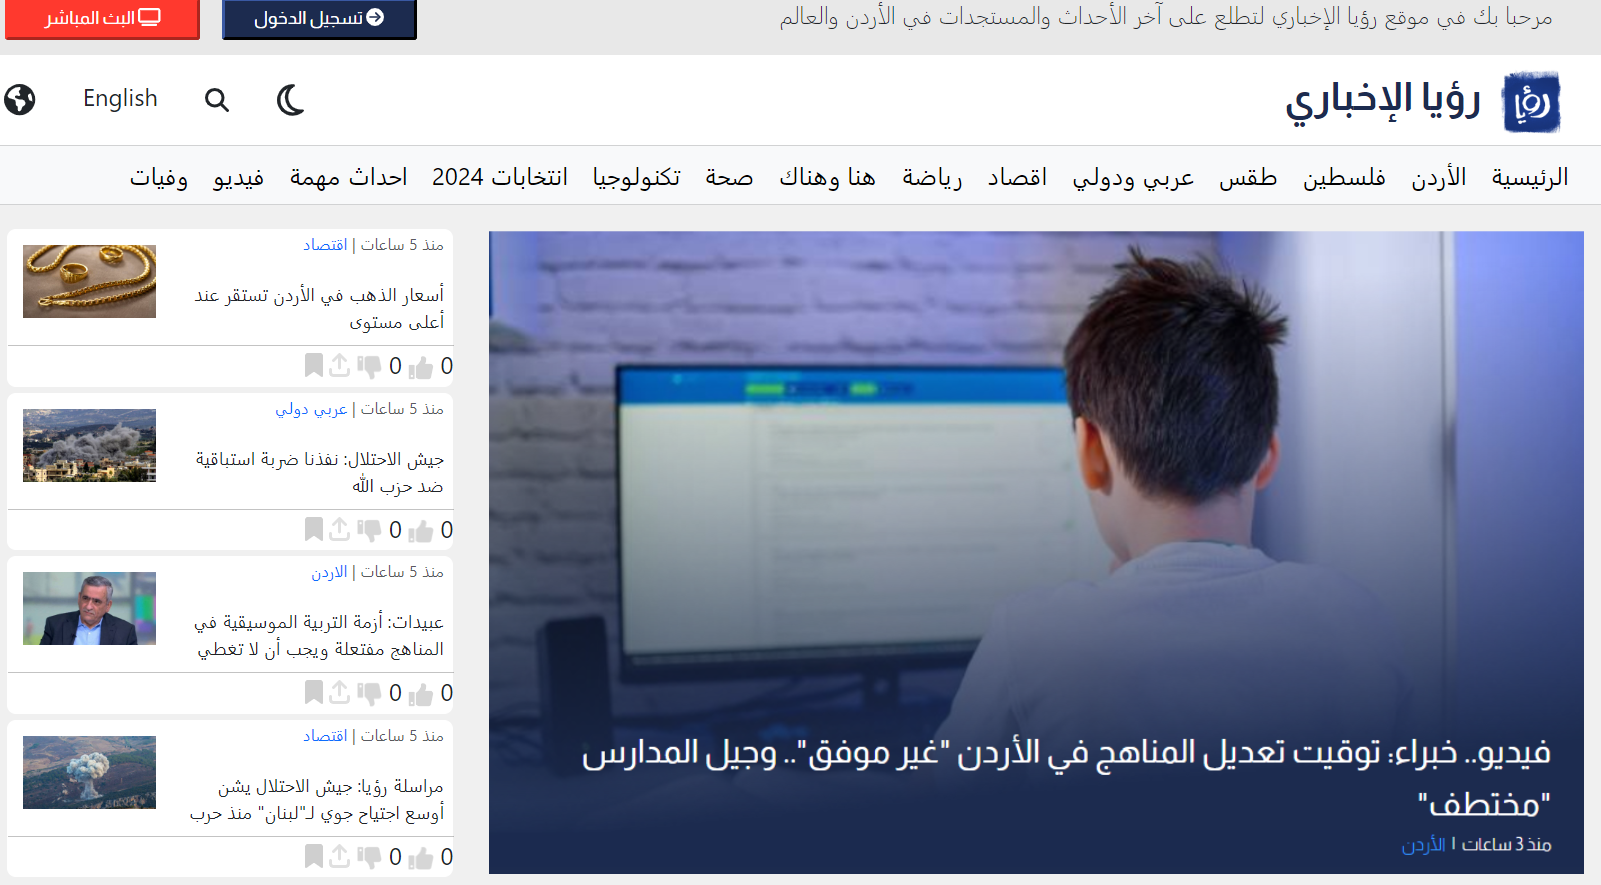 مرحبا بك في موقع رؤيا الإخباري لتطلع على آخر الأحداث والمستجدات في الأردن والعالم
تسجيل الدخول
البث المباشر
رؤيا
رؤيا الإخباري
English
الرئيسية الأردن فلسطين طقس عربي ودولي اقصاد رياضة هنا وهناك صحة تكنولوجيا انتخابات 2024 احداث مهمة فيديو وفيات
فيديو.. خبراء: توقيت تعديل المناهج في الأردن "غير موفق".. وجيل المدارس
"مختطف"
منذ 3 ساعات | الأردن
منذ 5 ساعات | اقتصاد
أسعار الذهب في الأردن تستقر عند
أعلى مستوى
0 0
منذ 5 ساعات | عربي دولي
جيش الاحتلال: نفذنا ضربة استباقية
ضد حزب الله
0 0
منذ 5 ساعات | الاردن
عبيدات: أزمة التربية الموسيقية في
المناهج مفتعلة ويجب أن لا تغطي
0 0
منذ 5 ساعات | اقتصاد
مراسلة رؤيا: جيش الاحتلال يشن
أوسع اجتياح جوي لـ"لبنان" منذ حرب
0 0